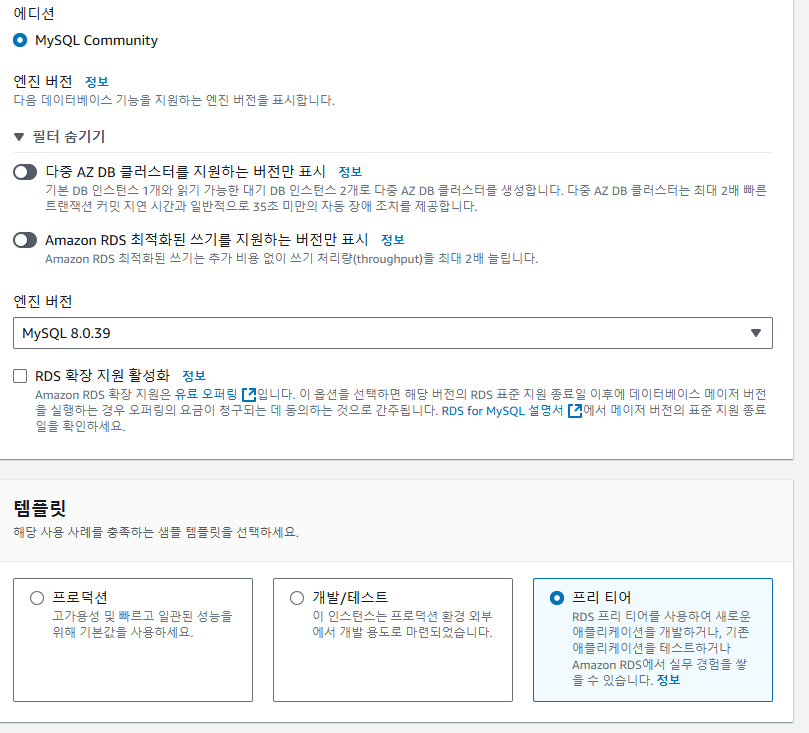 에디션
MySQL Community
엔진 버전 정보
다음 데이터베이스 기능을 지원하는 엔진 버전을 표시합니다.
필터 숨기기
다중 AZ DB 클러스터를 지원하는 버전만 표시 정보
기본 DB 인스턴스 1개와 읽기 가능한 대기 DB 인스턴스 2개로 다중 AZ DB 클러스터를 생성합니다. 다중 AZ DB 클러스터는 최대 2배 빠른
트랜잭션 커밋 지연 시간과 일반적으로 35초 미만의 자동 장애 조치를 제공합니다.
Amazon RDS 최적화된 쓰기를 지원하는 버전만 표시 정보
Amazon RDS 최적화된 쓰기는 추가 비용 없이 쓰기 처리량(throughput)을 최대 2배 늘립니다.
엔진 버전
MySQL 8.0.39
RDS 확장 지원 활성화 정보
Amazon RDS 확장 지원은 유료 오퍼링 입니다. 이 옵션을 선택하면 해당 버전의 RDS 표준 지원 종료일 이후에 데이터베이스 메이저 버전
을 실행하는 경우 오퍼링의 요금이 청구되는 데 동의하는 것으로 간주됩니다. RDS for MySQL 설명서 에서 메이저 버전의 표준 지원 종료
일을 확인하세요.
템플릿
해당 사용 사례를 충족하는 샘플 템플릿을 선택하세요.
프로덕션
고가용성 및 빠르고 일관된 성능을
위해 기본값을 사용하세요.
개발/테스트
이 인스턴스는 프로덕션 환경 외부
에서 개발 용도로 마련되었습니다.
프리 티어
RDS 프리 티어를 사용하여 새로운
애플리케이션을 개발하거나, 기존
애플리케이션을 테스트하거나
Amazon RDS에서 실무 경험을 쌓
을 수 있습니다. 정보